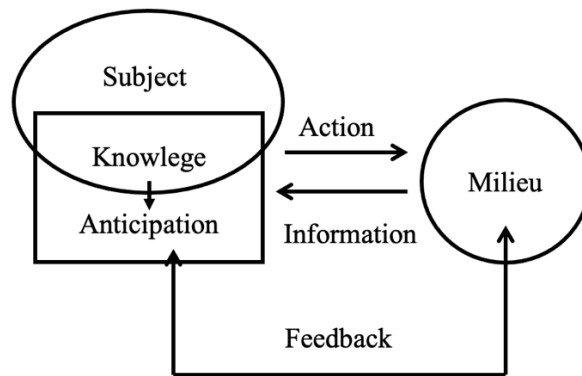 Subject
Action
Knowlege
Milieu
Anticipation
Information
Feedback